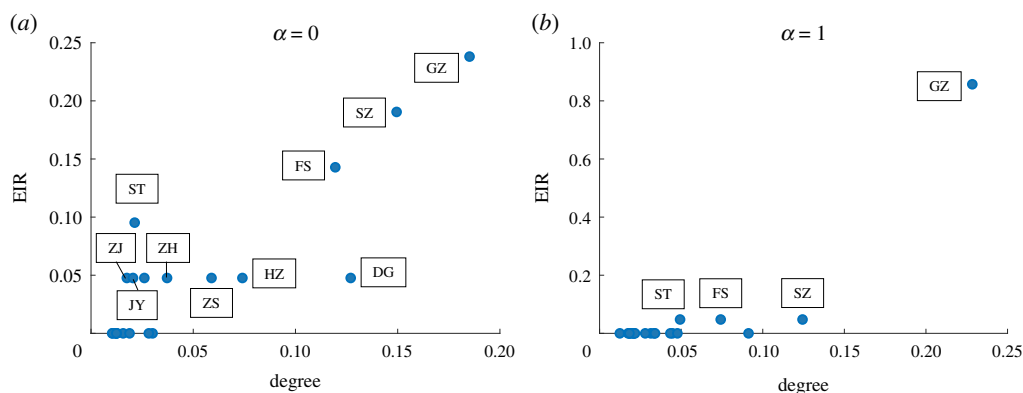 (a)
α = 0
0.25
0.20
0.15
0.10
0.05
0
0.05
0.10
0.15
0.20
EIR
degree
GZ
SZ
FS
ST
ZJ
ZH
JY
ZS
HZ
DG
(b)
α = 1
1.0
0.8
0.6
0.4
0.2
0
0.05
0.10
0.15
0.20
0.25
EIR
degree
GZ
ST
FS
SZ